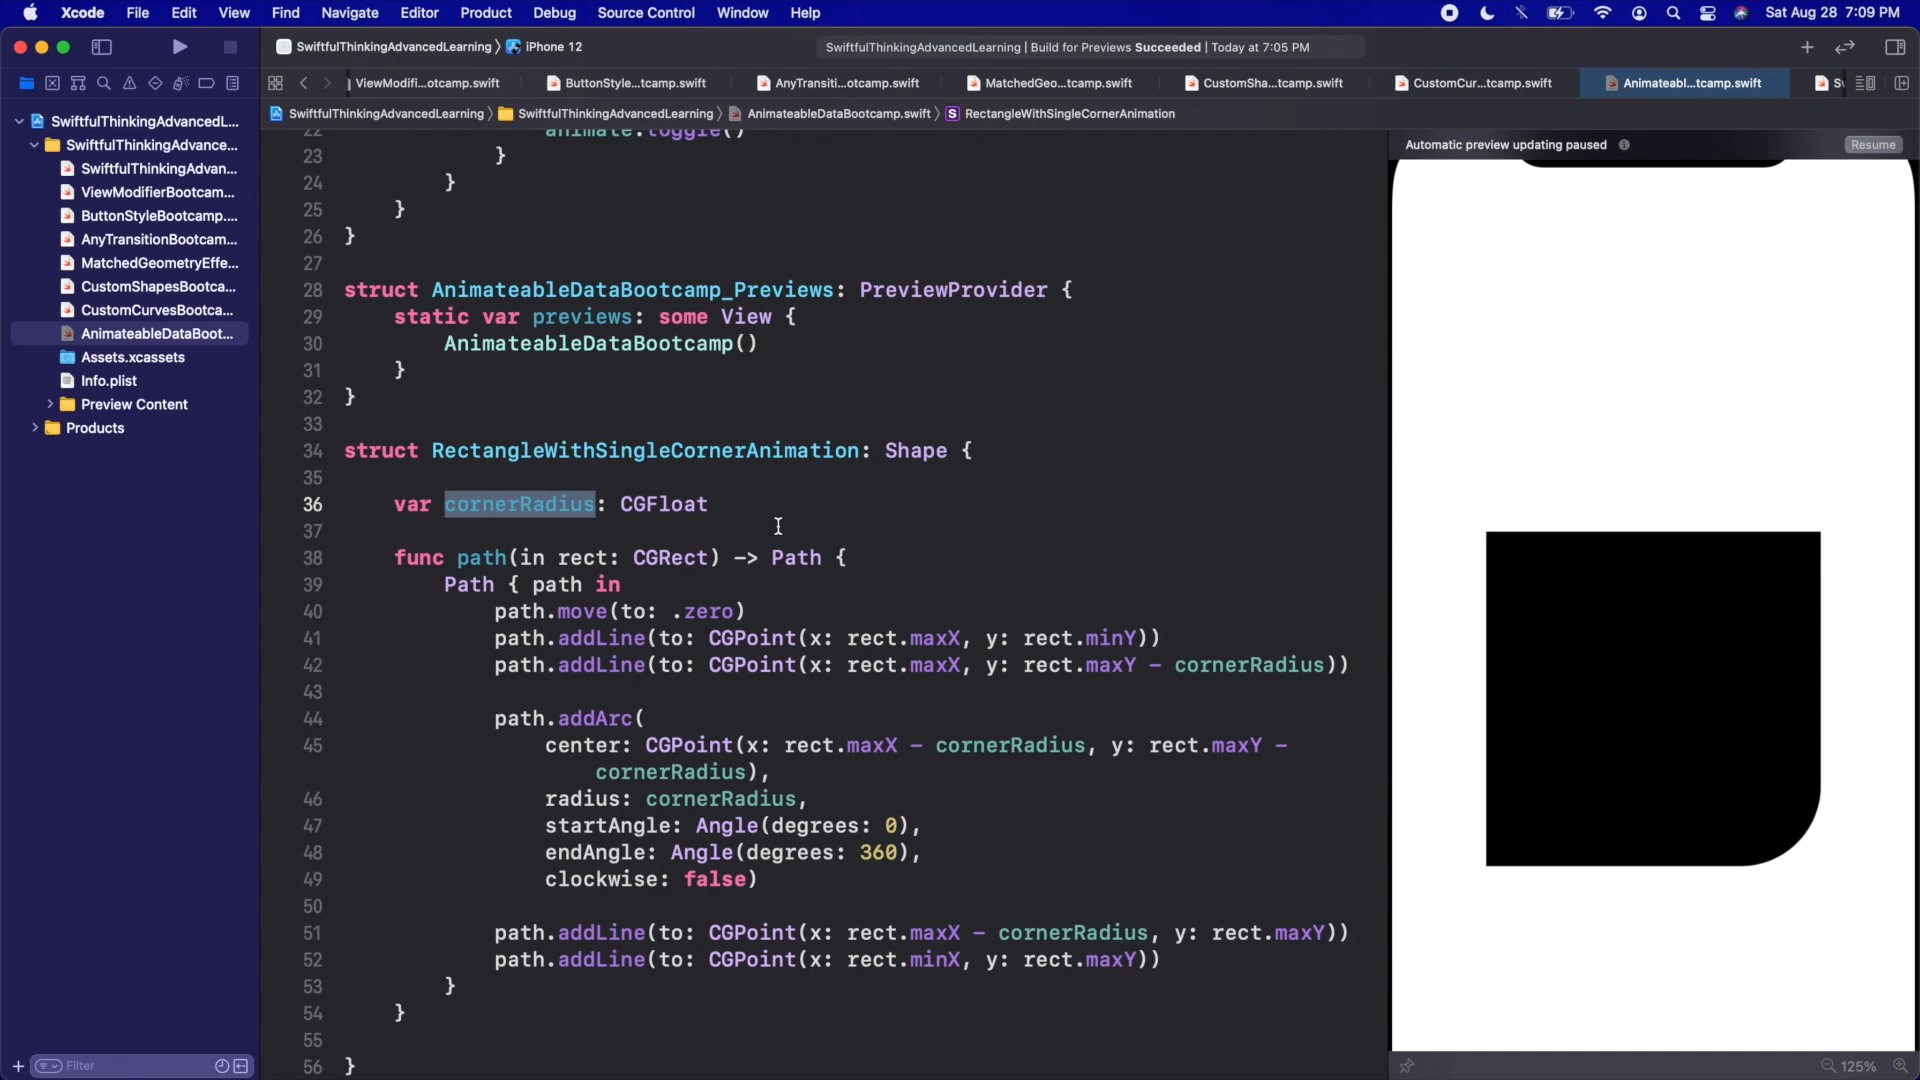 Xcode File Edit View Find Navigate Editor Product Debug Source Control Window Help Sat Aug 28 7:09 PM
SwiftfulThinkingAdvancedLearning 〉 iPhone 12 SwiftfulThinkingAdvancedLearning | Build for Previews Succeeded | Today at 7:05 PM
ViewModifi...otcamp.swift ButtonStyle...tcamp.swift AnyTransiti...otcamp.swift MatchedGeo...tcamp.swift CustomSha...tcamp.swift CustomCur...tcamp.swift Animateabl...tcamp.swift
SwiftfulThinkingAdvancedLearning 〉 SwiftfulThinkingAdvancedLearning 〉 AnimateableDataBootcamp.swift 〉 S RectangleWithSingleCornerAnimation
SwiftfulThinkingAdvancedL...
SwiftfulThinkingAdvance...
SwiftfulThinkingAdvan...
ViewModifierBootcam...
ButtonStyleBootcamp....
AnyTransitionBootcam...
MatchedGeometryEffe...
CustomShapesBootca...
CustomCurvesBootca...
AnimateableDataBoot...
Assets.xcassets
Info.plist
Preview Content
Products
Filter
22 animate.toggle()
23 }
24 }
25 }
26 }
27
28 struct AnimateableDataBootcamp_Previews: PreviewProvider {
29 static var previews: some View {
30 AnimateableDataBootcamp()
31 }
32 }
33
34 struct RectangleWithSingleCornerAnimation: Shape {
35
36 var cornerRadius: CGFloat
37
38 func path(in rect: CGRect) -> Path {
39 Path { path in
40 path.move(to: .zero)
41 path.addLine(to: CGPoint(x: rect.maxX, y: rect.minY))
42 path.addLine(to: CGPoint(x: rect.maxX, y: rect.maxY - cornerRadius))
43
44 path.addArc(
45 center: CGPoint(x: rect.maxX - cornerRadius, y: rect.maxY -
cornerRadius),
46 radius: cornerRadius,
47 startAngle: Angle(degrees: 0),
48 endAngle: Angle(degrees: 360),
49 clockwise: false)
50
51 path.addLine(to: CGPoint(x: rect.maxX - cornerRadius, y: rect.maxY))
52 path.addLine(to: CGPoint(x: rect.minX, y: rect.maxY))
53 }
54 }
55
56 }
Automatic preview updating paused Resume
125%